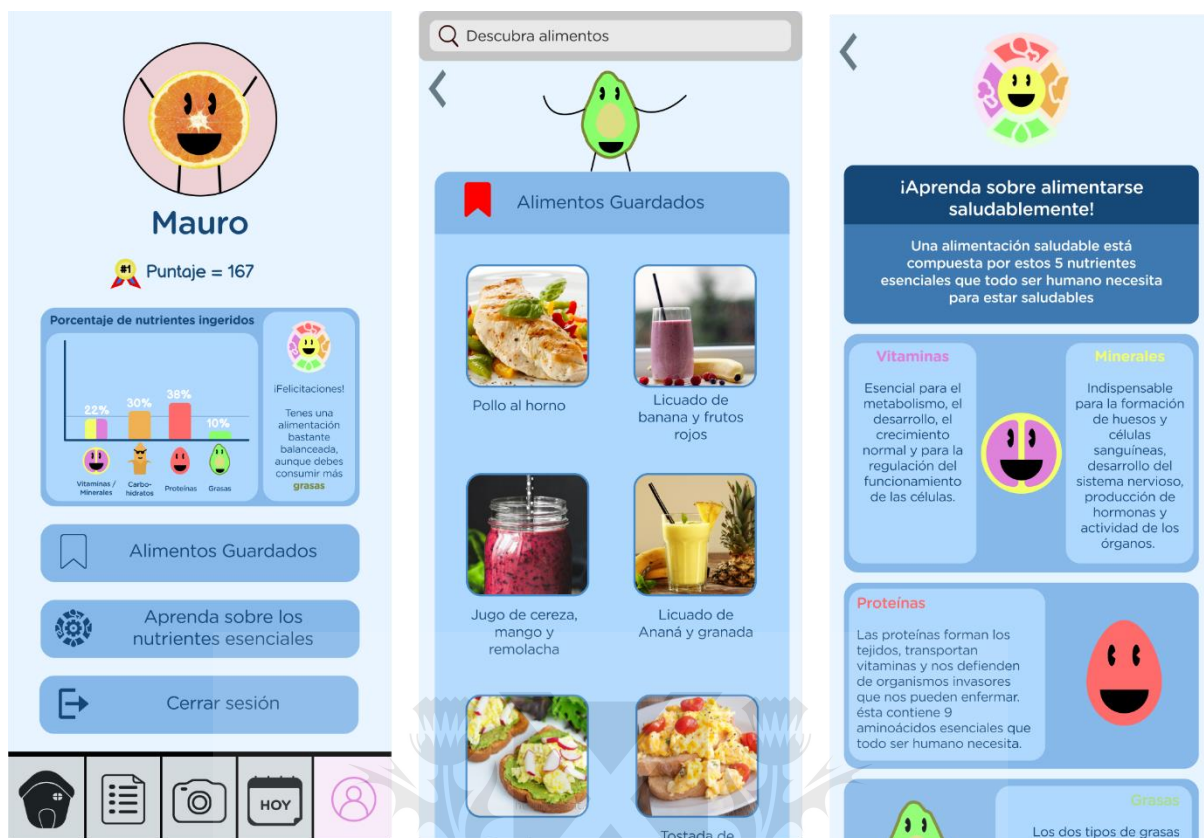 Mauro
#1
Puntaje = 167
Porcentaje de nutrientes ingeridos
22%
30%
38%
10%
Vitaminas /
Minerales
Carbo-
hidratos
Proteínas
Grasas
¡Felicitaciones!
Tenes una
alimentación
bastante
balanceada,
aunque debes
consumir más
grasas
Alimentos Guardados
Aprenda sobre los
nutrientes esenciales
Cerrar sesión
HOY
Descubra alimentos
Alimentos Guardados
Pollo al horno
Licuado de
banana y frutos
rojos
Jugo de cereza,
mango y
remolacha
Licuado de
Ananá y granada
Tostada de
¡Aprenda sobre alimentarse
saludablemente!
Una alimentación saludable está
compuesta por estos 5 nutrientes
esenciales que todo ser humano necesita
para estar saludables
Vitaminas
Esencial para el
metabolismo, el
desarrollo, el
crecimiento
normal y para la
regulación del
funcionamiento
de las células.
Minerales
Indispensable
para la formación
de huesos y
células
sanguíneas,
desarrollo del
sistema nervioso,
producción de
hormonas y
actividad de los
órganos.
Proteínas
Las proteínas forman los
tejidos, transportan
vitaminas y nos defienden
de organismos invasores
que nos pueden enfermar.
ésta contiene 9
aminoácidos esenciales que
todo ser humano necesita.
Grasas
Los dos tipos de grasas